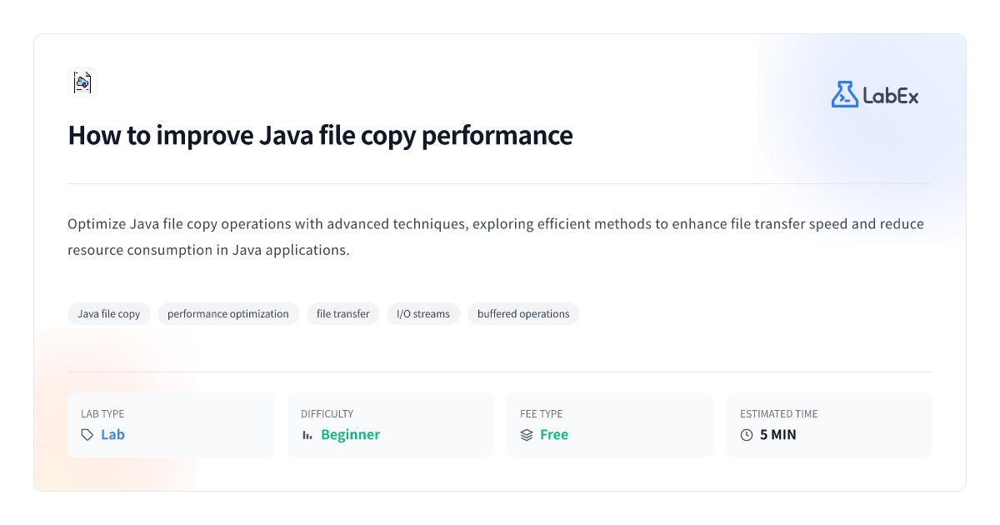 LabEx
How to improve Java file copy performance
Optimize Java file copy operations with advanced techniques, exploring efficient methods to enhance file transfer speed and reduce
resource consumption in Java applications.
Java file copy performance optimization file transfer I/O streams buffered operations
LAB TYPE DIFFICULTY FEE TYPE ESTIMATED TIME
Lab Beginner Free 5 MIN